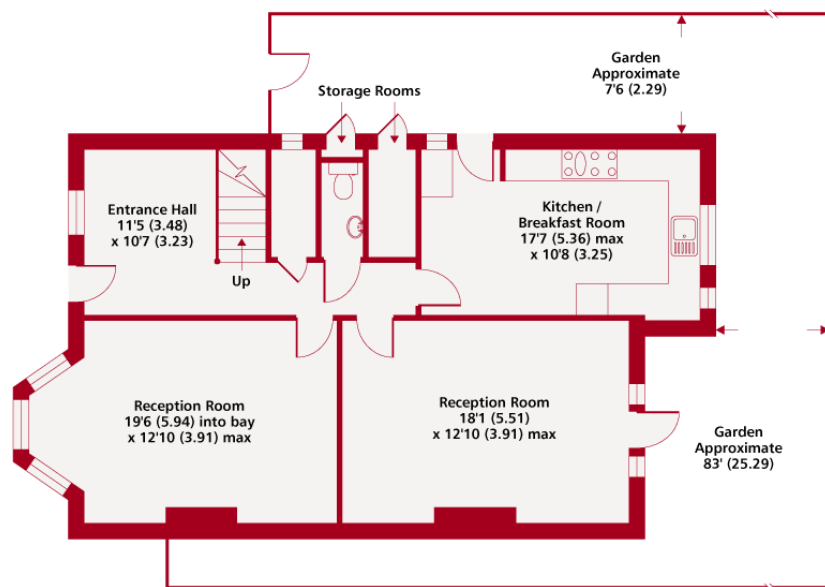 Garden
Approximate
7'6 (2.29)
Storage Rooms
Entrance Hall
11'5 (3.48)
x 10'7 (3.23)
Up
Kitchen /
Breakfast Room
17'7 (5.36) max
x 10'8 (3.25)
Reception Room
19'6 (5.94) into bay
x 12'10 (3.91) max
Reception Room
18'1 (5.51)
x 12'10 (3.91) max
Garden
Approximate
83' (25.29)